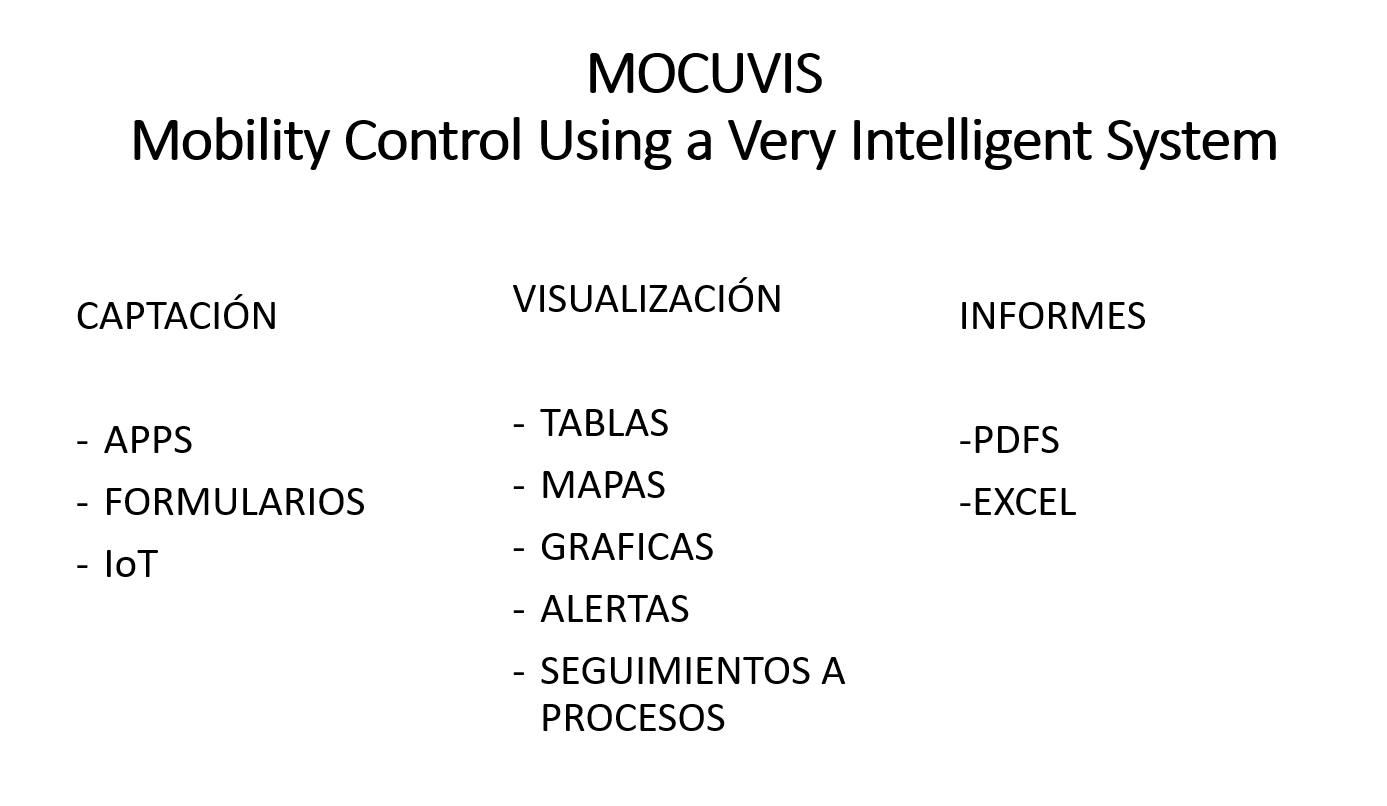 MOCUVIS
Mobility Control Using a Very Intelligent System
CAPTACIÓN
- APPS
- FORMULARIOS
- IoT
VISUALIZACIÓN
- TABLAS
- MAPAS
- GRAFICAS
- ALERTAS
- SEGUIMIENTOS A
PROCESOS
INFORMES
-PDFS
-EXCEL